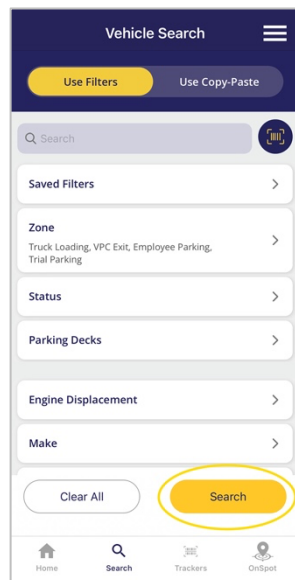 Vehicle Search
Use Filters
Use Copy-Paste
Search
Saved Filters
Zone
Truck Loading, VPC Exit, Employee Parking,
Trial Parking
Status
Parking Decks
Engine Displacement
Make
Clear All
Search
Home
Search
Trackers
OnSpot